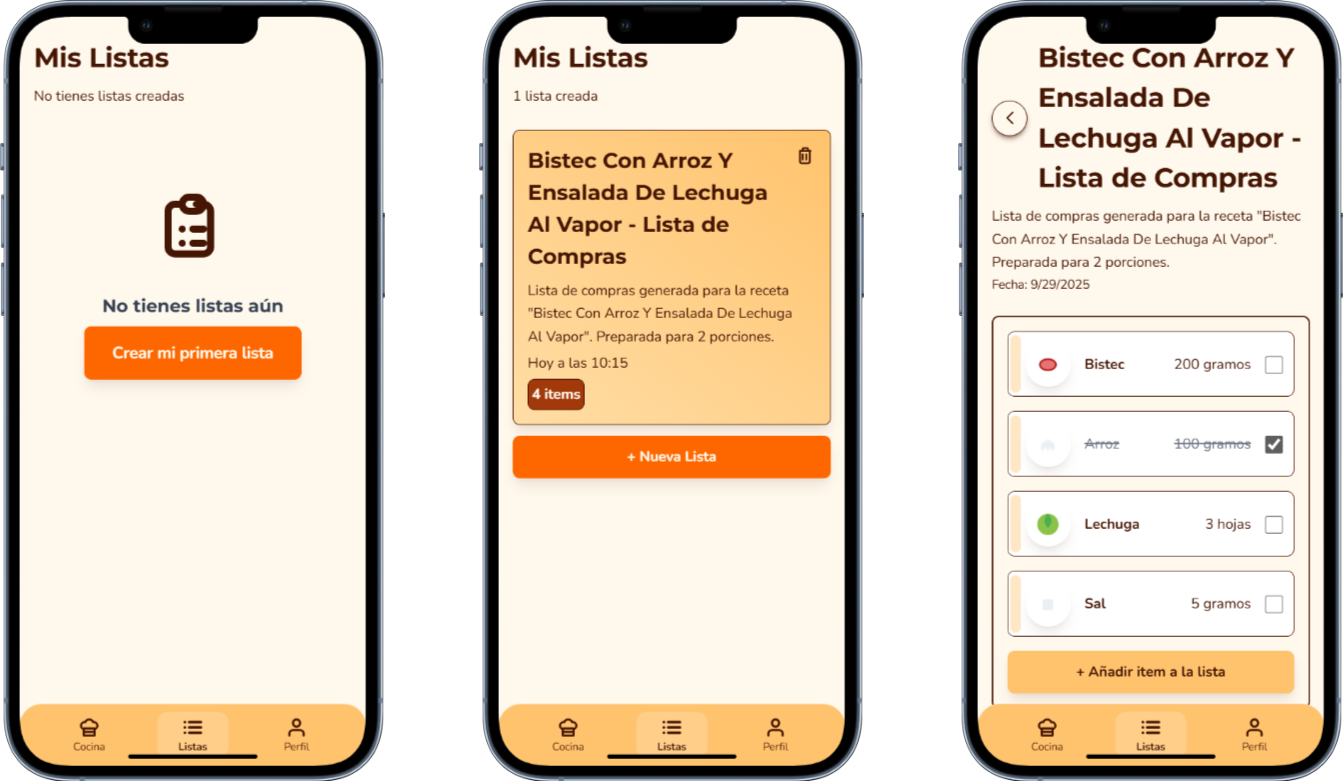 Mis Listas
No tienes listas creadas
No tienes listas aún
Crear mi primera lista
Cocina
Listas
Perfil
Mis Listas
1 lista creada
Bistec Con Arroz Y
Ensalada De Lechuga
Al Vapor - Lista de
Compras
Lista de compras generada para la receta
"Bistec Con Arroz Y Ensalada De Lechuga
Al Vapor". Preparada para 2 porciones.
Hoy a las 10:15
4 items
+ Nueva Lista
Cocina
Listas
Perfil
Bistec Con Arroz Y
Ensalada De
Lechuga Al Vapor -
Lista de Compras
Lista de compras generada para la receta "Bistec
Con Arroz Y Ensalada De Lechuga Al Vapor".
Preparada para 2 porciones.
Fecha: 9/29/2025
Bistec 200 gramos
Arroz 100 gramos
Lechuga 3 hojas
Sal 5 gramos
+ Añadir item a la lista
Cocina
Listas
Perfil